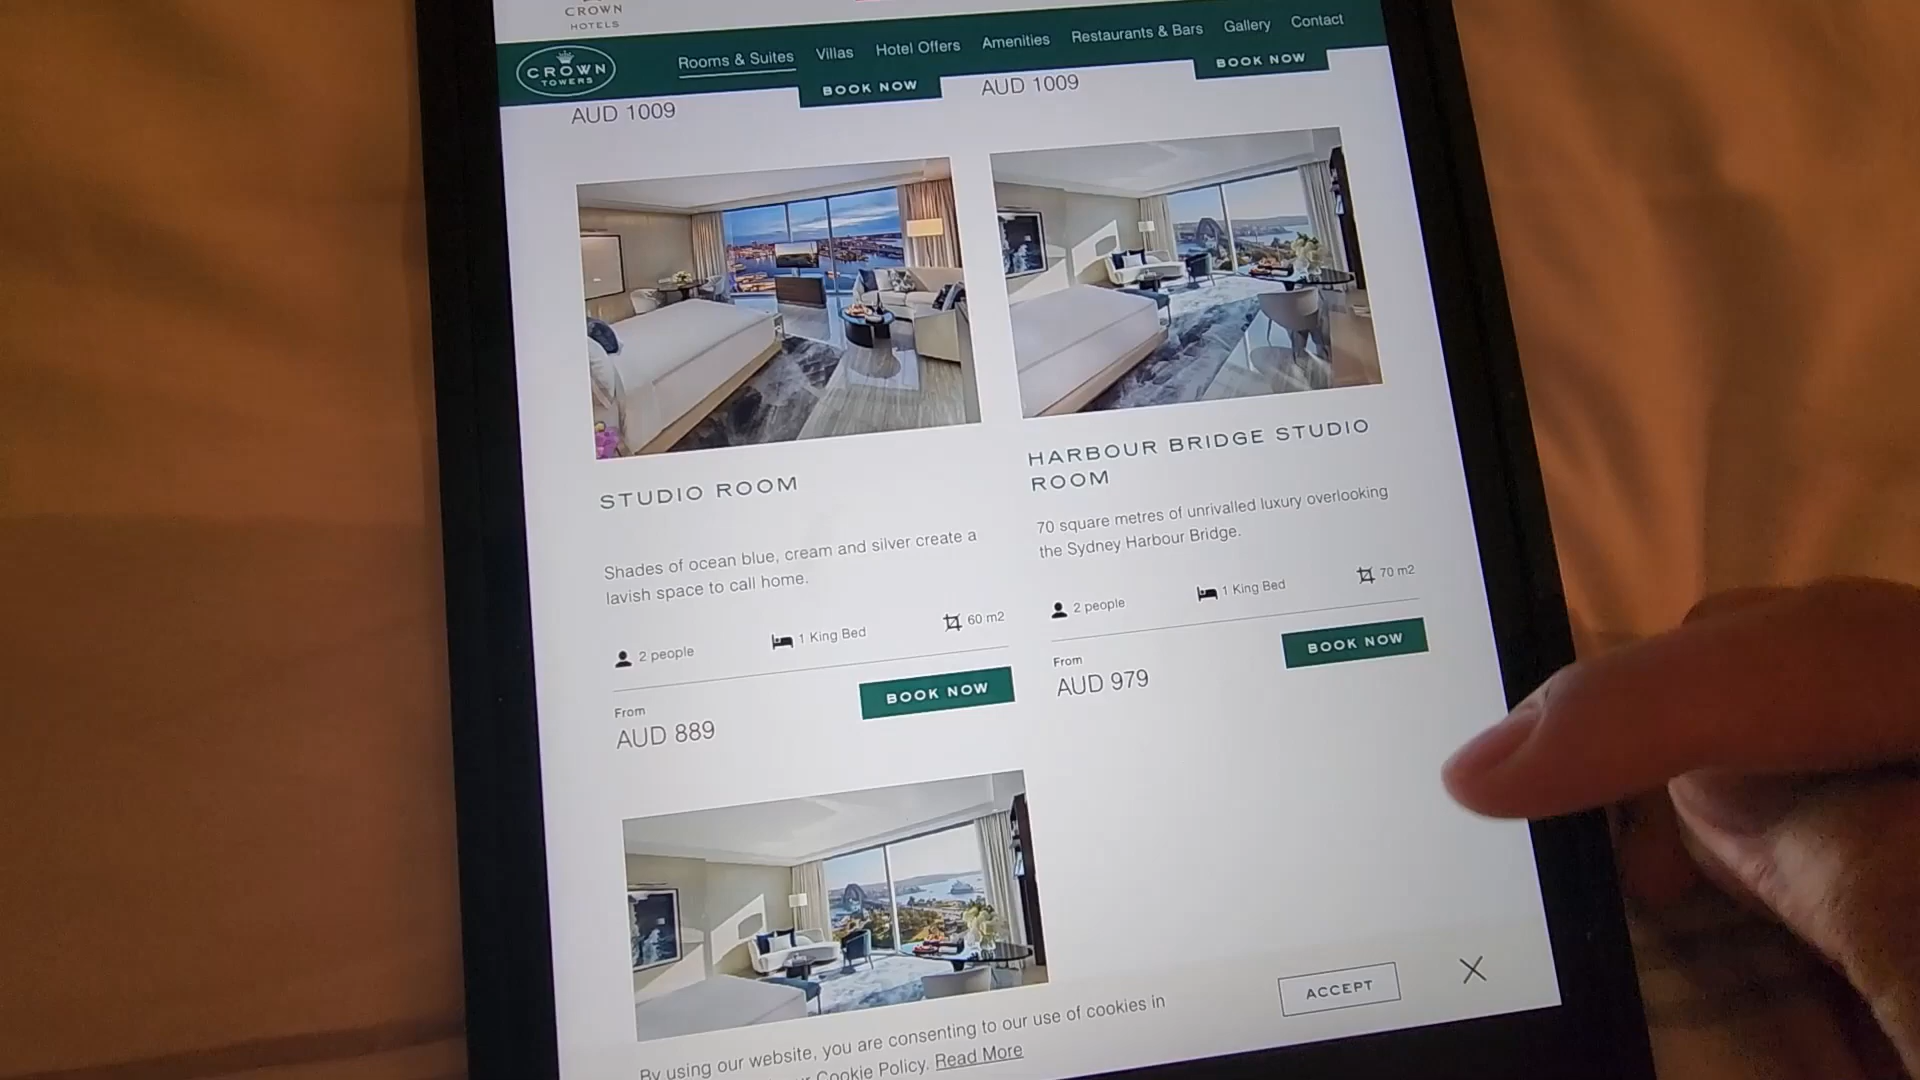 CROWN
HOTELS
CROWN
TOWERS
Rooms & Suites
Villas
Hotel Offers
Amenities
Restaurants & Bars
Gallery
Contact
AUD 1009
BOOK NOW
AUD 1009
BOOK NOW
STUDIO ROOM
Shades of ocean blue, cream and silver create a
lavish space to call home.
2 people
1 King Bed
60 m2
From
AUD 889
BOOK NOW
HARBOUR BRIDGE STUDIO
ROOM
70 square metres of unrivalled luxury overlooking
the Sydney Harbour Bridge.
2 people
1 King Bed
70 m2
From
AUD 979
BOOK NOW
By using our website, you are consenting to our use of cookies in
Cookie Policy. Read More
ACCEPT